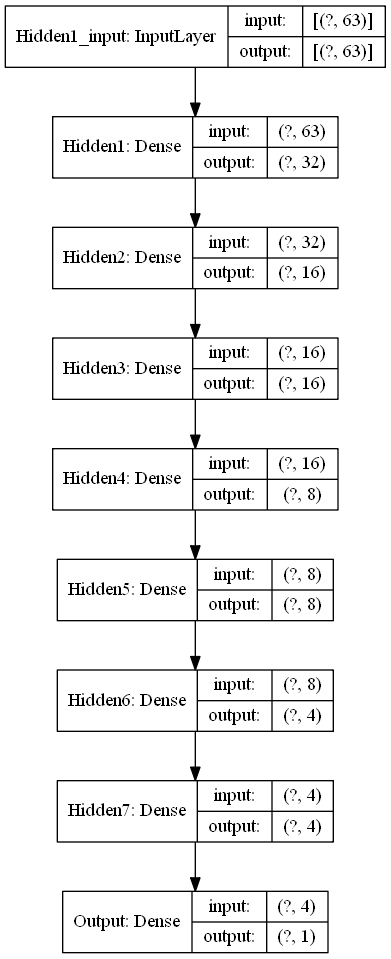 Hidden1_input: InputLayer
input: [(?, 63)]
output: [(?, 63)]
Hidden1: Dense
input: (?, 63)
output: (?, 32)
Hidden2: Dense
input: (?, 32)
output: (?, 16)
Hidden3: Dense
input: (?, 16)
output: (?, 16)
Hidden4: Dense
input: (?, 16)
output: (?, 8)
Hidden5: Dense
input: (?, 8)
output: (?, 8)
Hidden6: Dense
input: (?, 8)
output: (?, 4)
Hidden7: Dense
input: (?, 4)
output: (?, 4)
Output: Dense
input: (?, 4)
output: (?, 1)